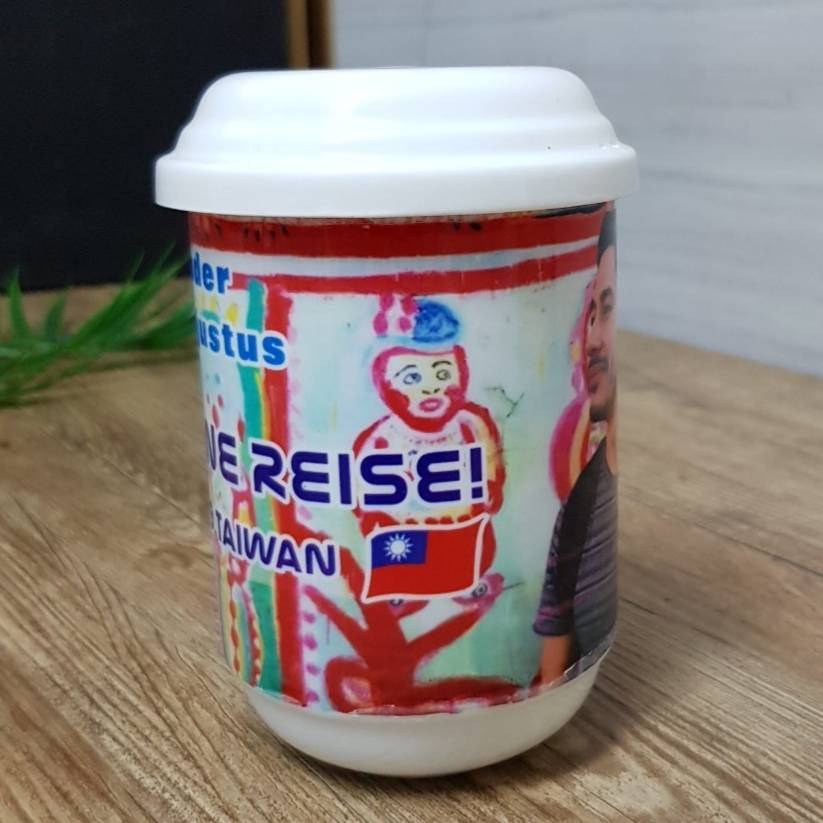 der
ustus
NE REISE!
TAIWAN